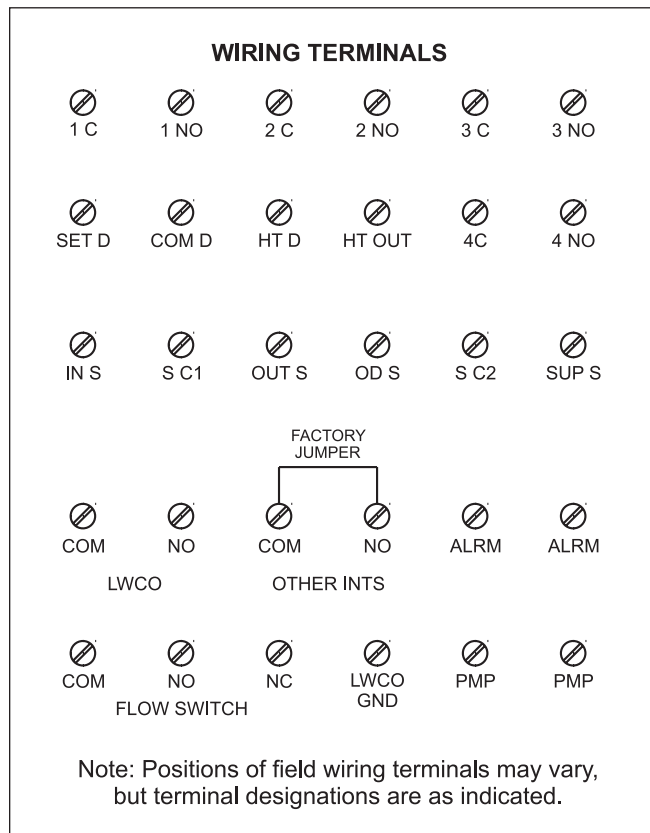 WIRING TERMINALS
1 C 1 NO 2 C 2 NO 3 C 3 NO
SET D COM D HT D HT OUT 4C 4 NO
IN S S C1 OUT S OD S S C2 SUP S
FACTORY
JUMPER
COM NO COM NO ALRM ALRM
LWCO OTHER INTS
COM NO NC LWCO GND PMP PMP
FLOW SWITCH
Note: Positions of field wiring terminals may vary,
but terminal designations are as indicated.